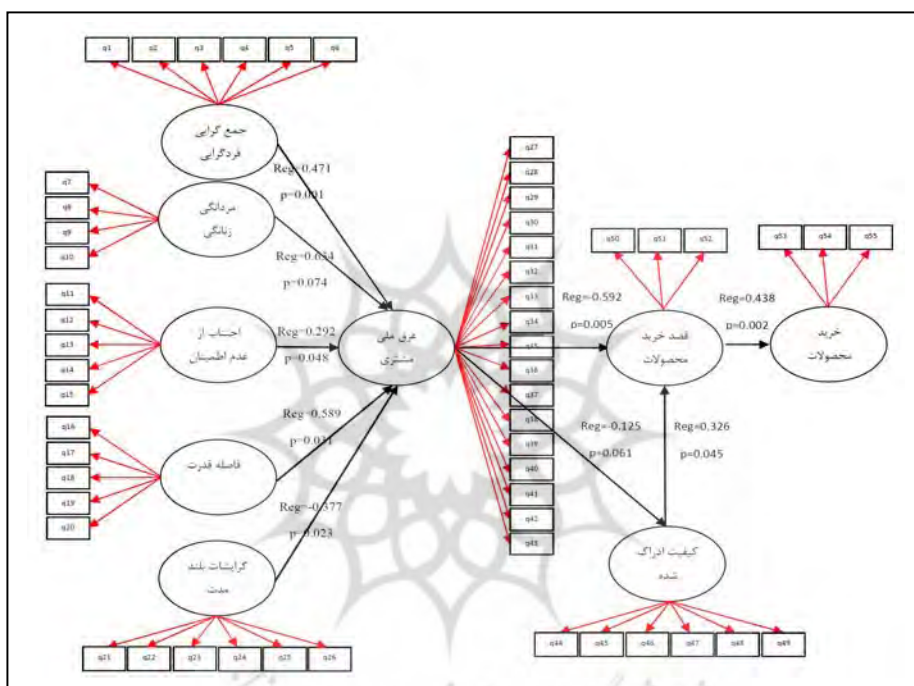 q1 q2 q3 q4 q5 q6
جمع گرایی
فردگرایی
Reg=0.471
p=0.001
q7
q8
q9
q10
مردانگی
زنانگی
Reg=0.634
p=0.074
q11
q12
q13
q14
q15
اجتناب از
عدم اطمینان
Reg=0.292
p=0.048
q16
q17
q18
q19
q20
فاصله قدرت
Reg=0.589
p=0.031
گرایشات بلند
مدت
Reg=-0.377
p=0.023
q21 q22 q23 q24 q25 q26
عرق ملی
مشتری
q27
q28
q29
q30
q31
q32
q33
q34
q35
q36
q37
q38
q39
q40
q41
q42
q43
Reg=-0.592
p=0.005
Reg=-0.125
p=0.061
q50 q51 q52
قصد خرید
محصولات
Reg=0.438
p=0.002
q53 q54 q55
خرید
محصولات
Reg=0.326
p=0.045
کیفیت ادراک
شده
q44 q45 q46 q47 q48 q49